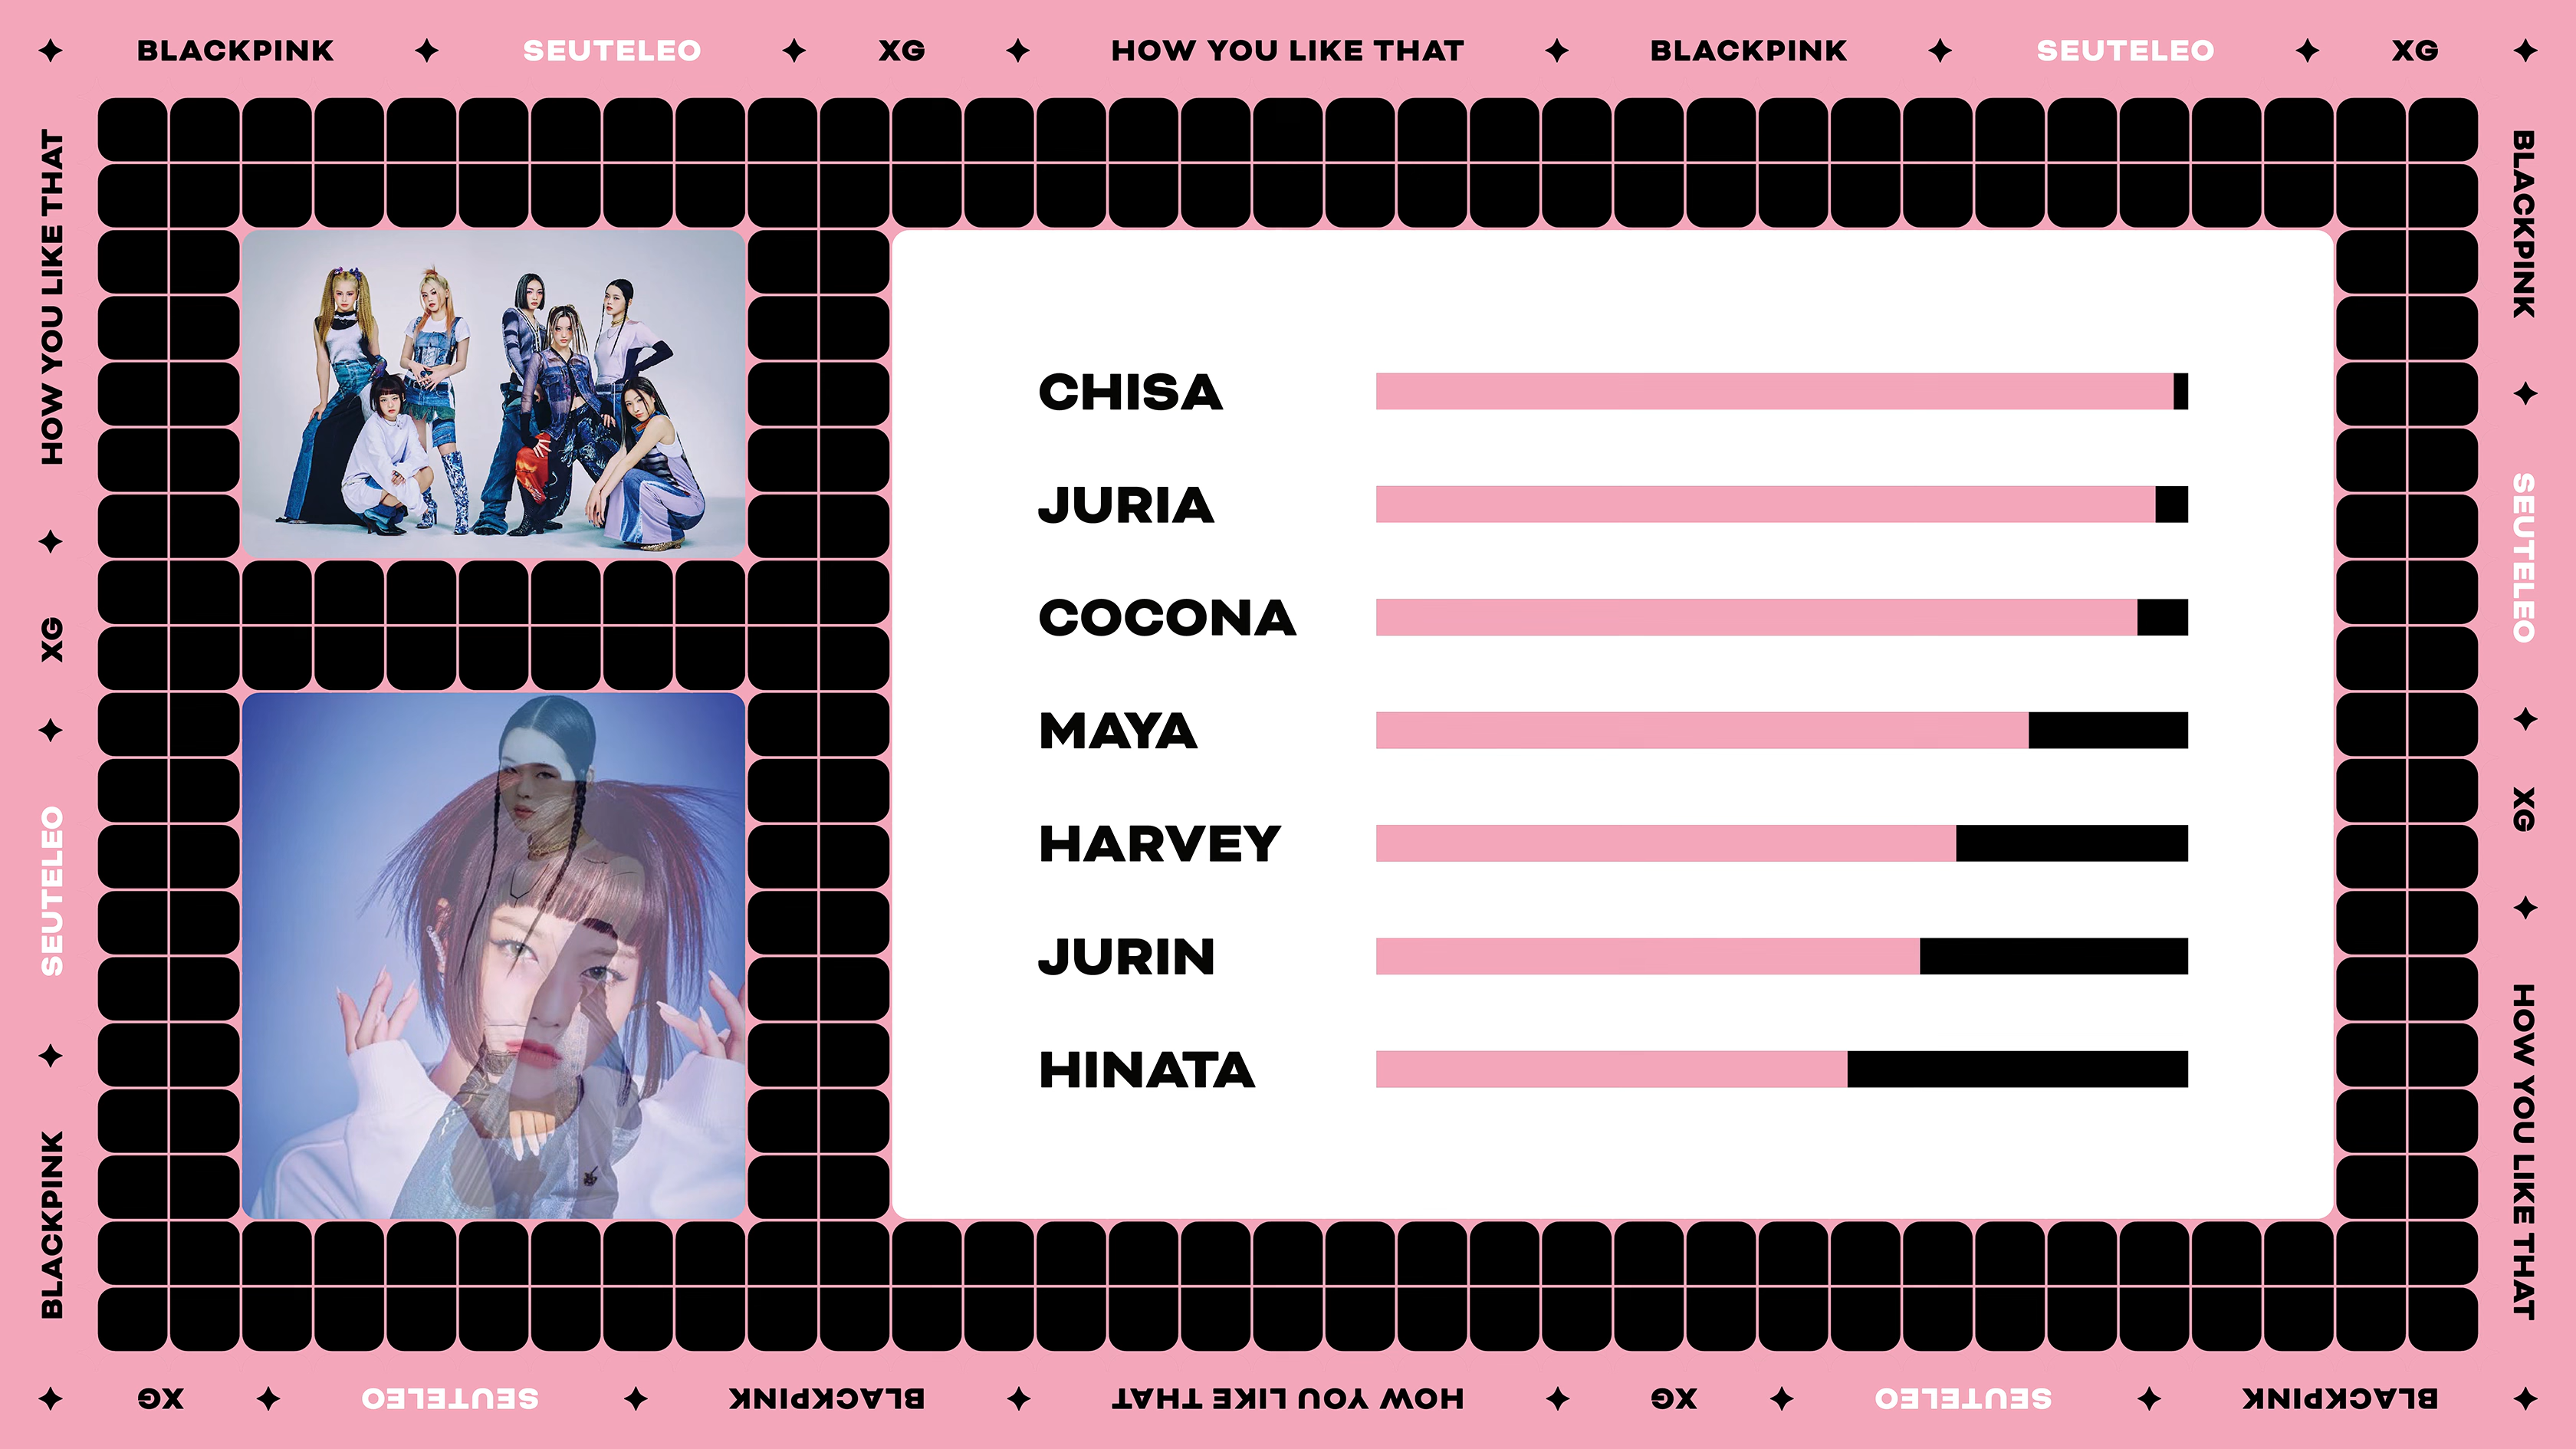 BLACKPINK ✦ SEUTELEO ✦ XG ✦ HOW YOU LIKE THAT ✦ BLACKPINK ✦ SEUTELEO ✦ XG
HOW YOU LIKE THAT
XG
SEUTELEO
BLACKPINK
CHISA
JURIA
COCONA
MAYA
HARVEY
JURIN
HINATA
BLACKPINK
SEUTELEO
XG
HOW YOU LIKE THAT
BLACKPINK ✦ SEUTELEO ✦ XG ✦ HOW YOU LIKE THAT ✦ BLACKPINK ✦ SEUTELEO ✦ XG